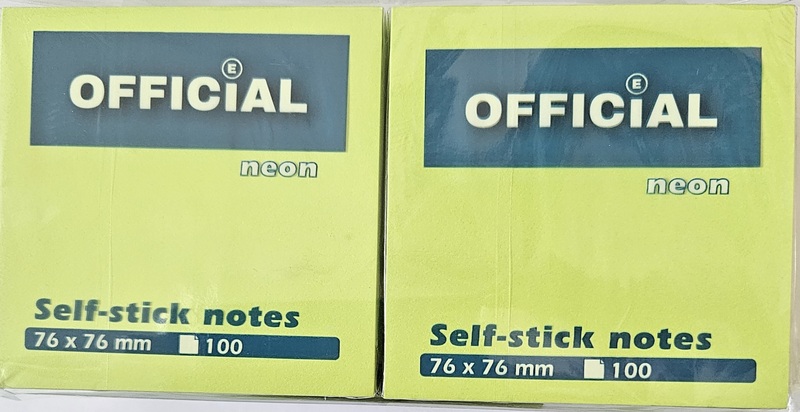 E
OFFICiAL
neon
Self-stick notes
76 x 76 mm 100
E
OFFICiAL
neon
Self-stick notes
76 x 76 mm 100